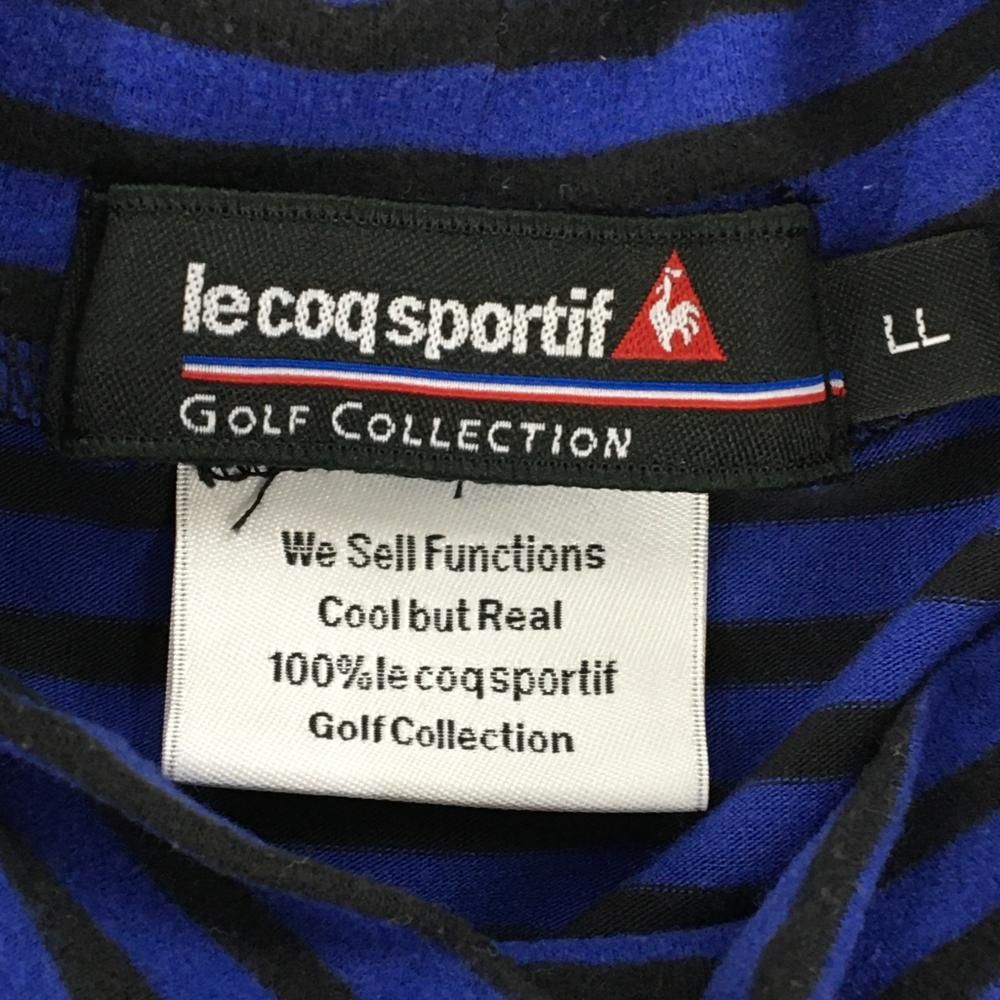 le coq sportif
GOLF COLLECTION
LL
We Sell Functions
Cool but Real
100% le coq sportif
Golf Collection